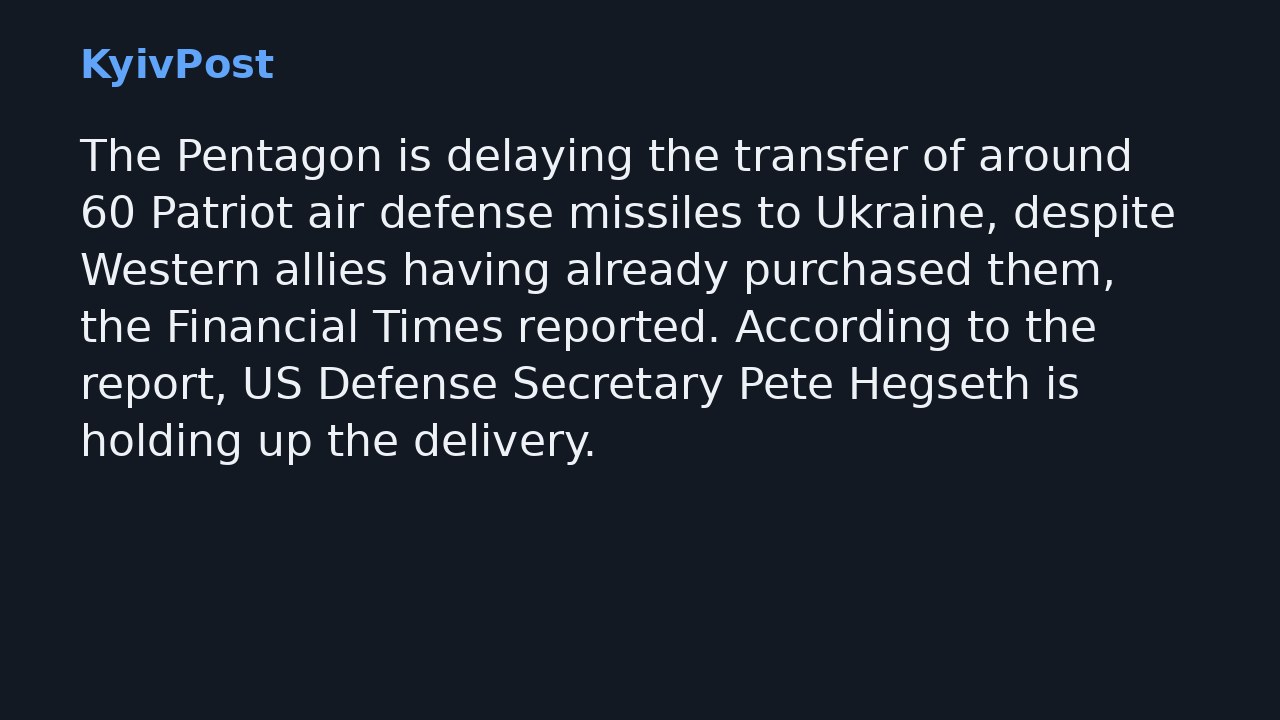 KyivPost
The Pentagon is delaying the transfer of around
60 Patriot air defense missiles to Ukraine, despite
Western allies having already purchased them,
the Financial Times reported. According to the
report, US Defense Secretary Pete Hegseth is
holding up the delivery.